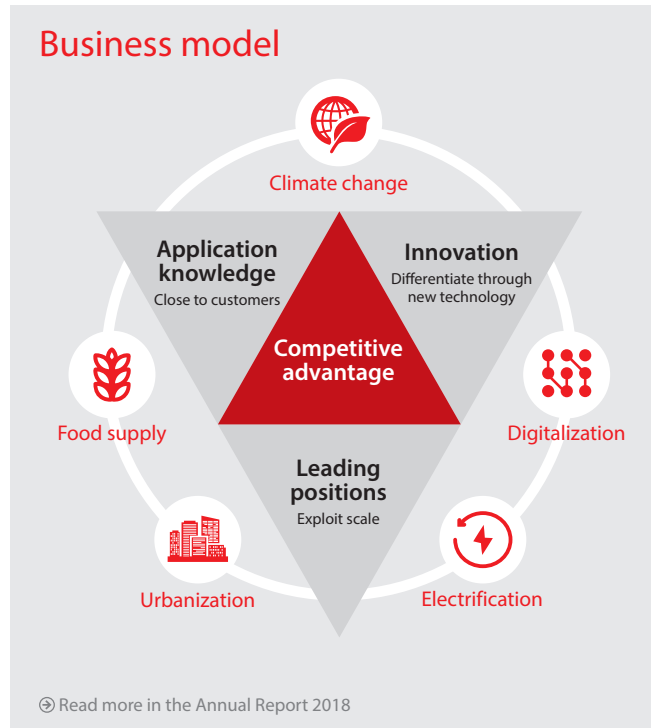 Business model
Climate change
Application
knowledge
Close to customers
Innovation
Differentiate through
new technology
Competitive
advantage
Food supply
Digitalization
Leading
positions
Exploit scale
Urbanization
Electrification
Read more in the Annual Report 2018